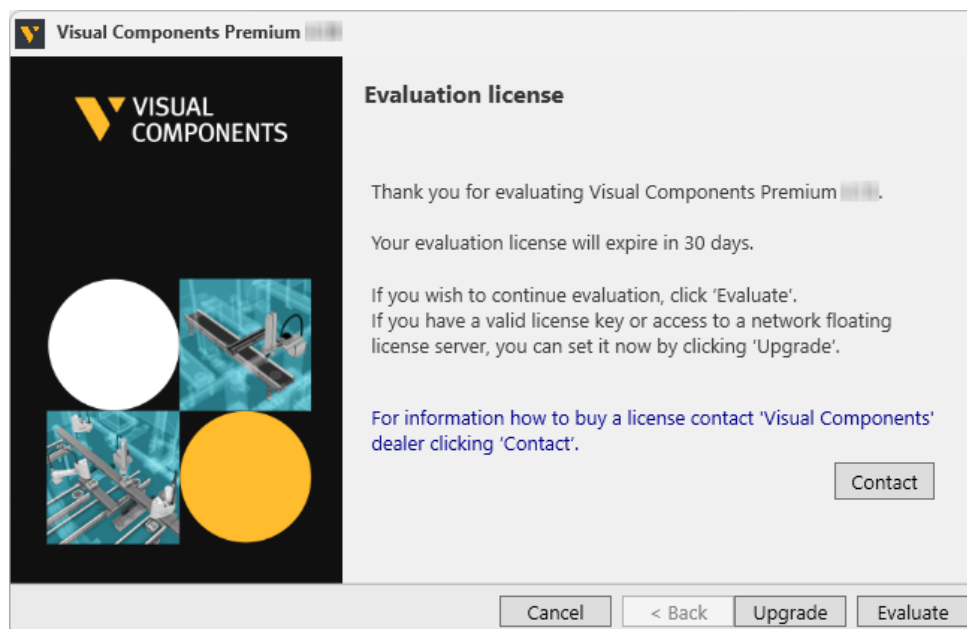 Visual Components Premium
VISUAL
COMPONENTS
Evaluation license
Thank you for evaluating Visual Components Premium .
Your evaluation license will expire in 30 days.
If you wish to continue evaluation, click 'Evaluate'.
If you have a valid license key or access to a network floating
license server, you can set it now by clicking 'Upgrade'.
For information how to buy a license contact 'Visual Components'
dealer clicking 'Contact'.
Contact
Cancel
< Back
Upgrade
Evaluate